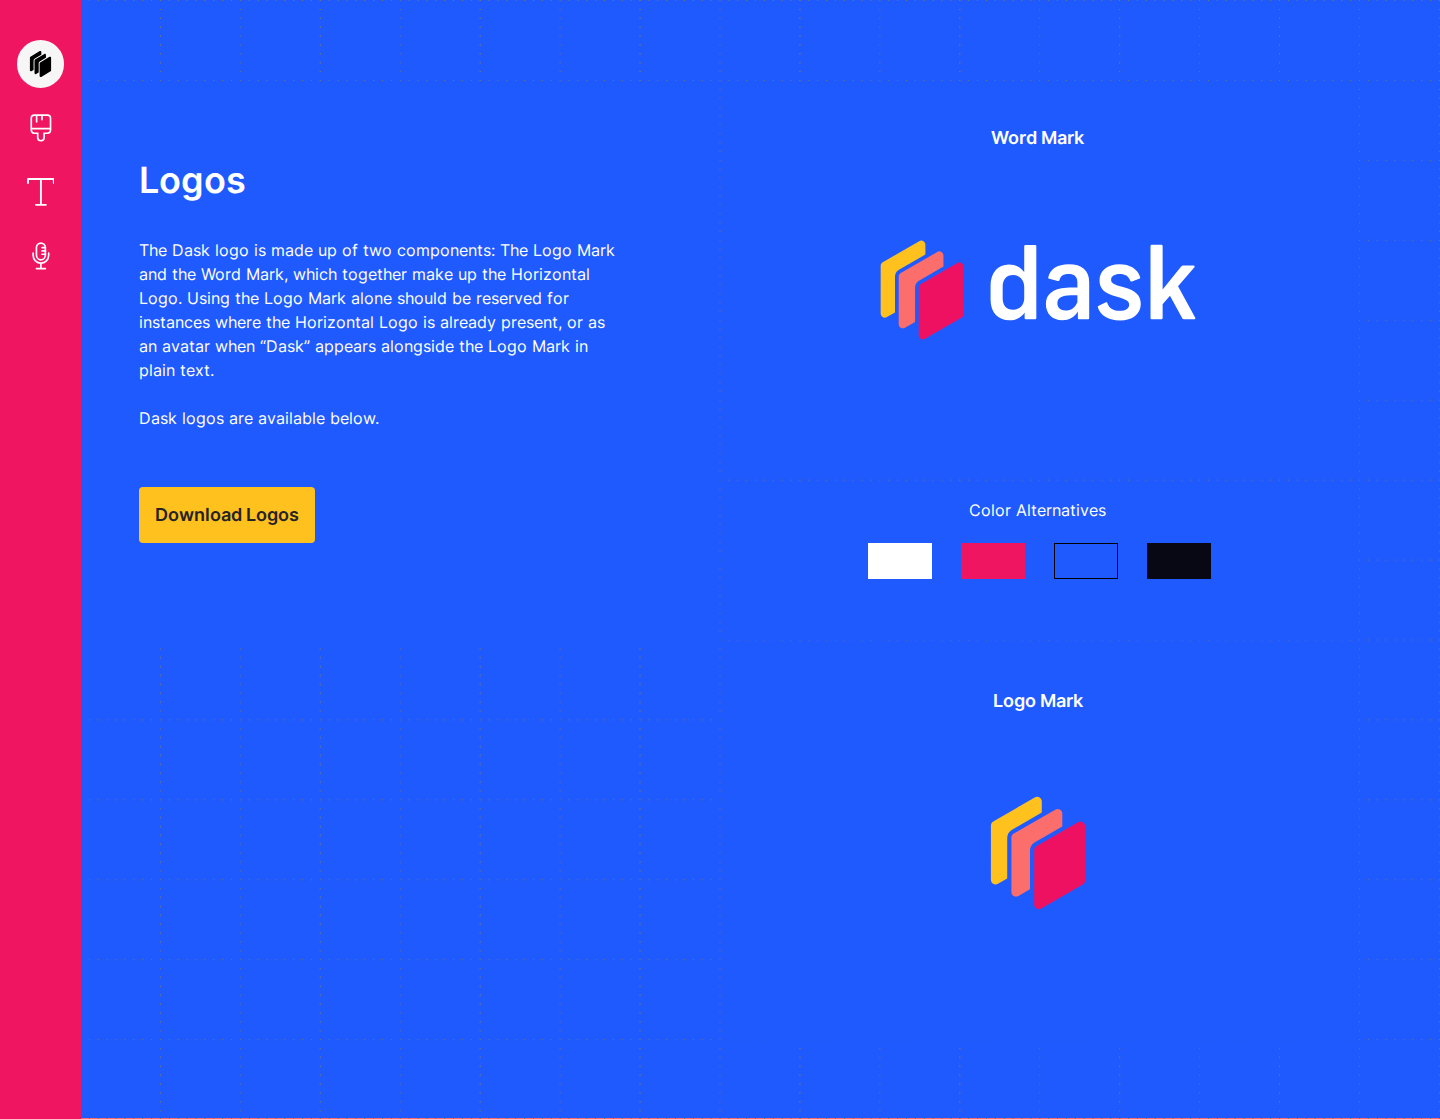 Logos
The Dask logo is made up of two components: The Logo Mark
and the Word Mark, which together make up the Horizontal
Logo. Using the Logo Mark alone should be reserved for
instances where the Horizontal Logo is already present, or as
an avatar when “Dask” appears alongside the Logo Mark in
plain text.
Dask logos are available below.
Download Logos
Word Mark
dask
Color Alternatives
Logo Mark